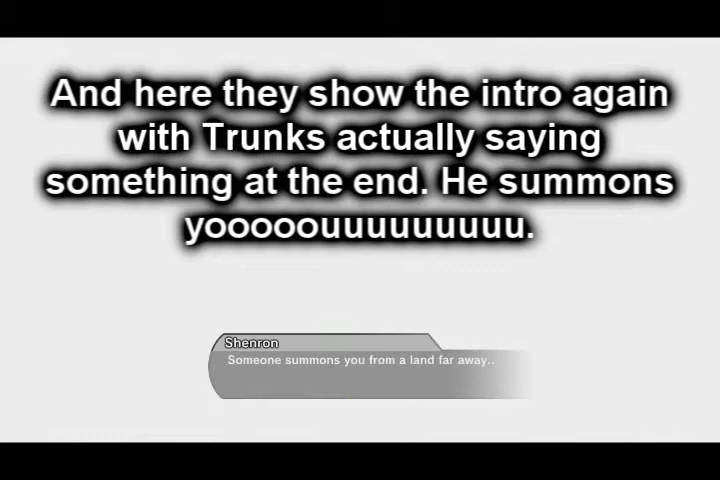 And here they show the intro again
with Trunks actually saying
something at the end. He summons
yooooouuuuuuuuu.
Shenron
Someone summons you from a land far away..